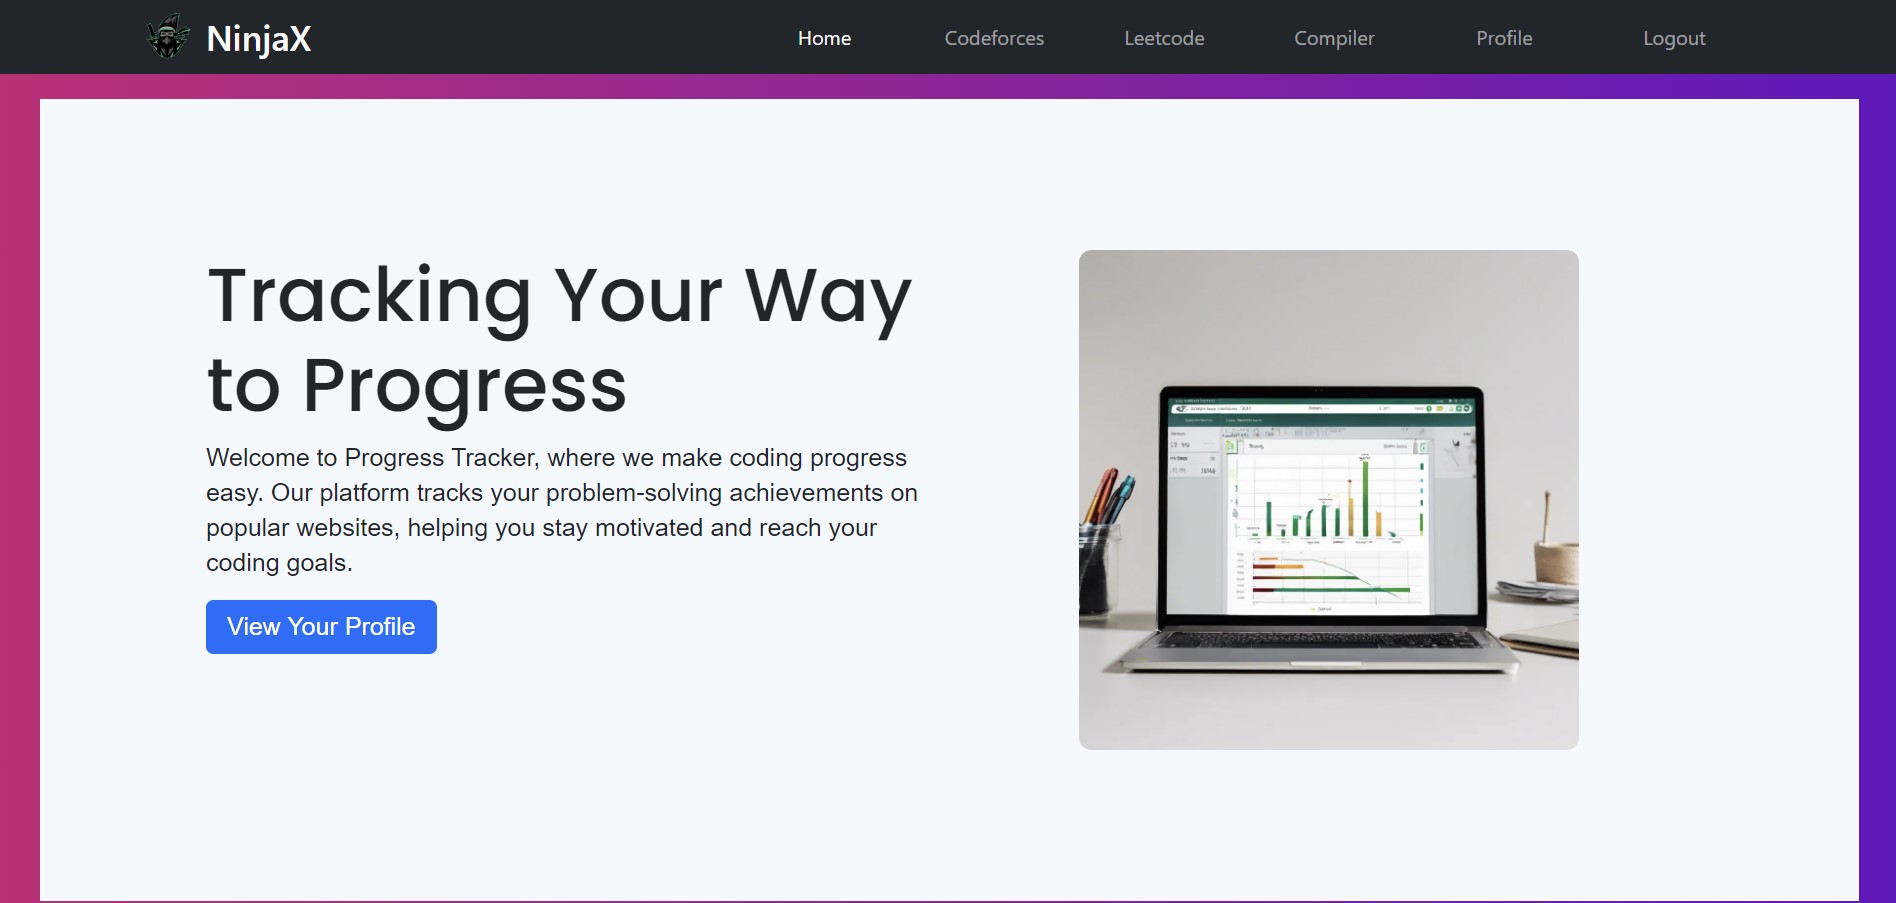 NinjaX
Home
Codeforces
Leetcode
Compiler
Profile
Logout
Tracking Your Way
to Progress
Welcome to Progress Tracker, where we make coding progress
easy. Our platform tracks your problem-solving achievements on
popular websites, helping you stay motivated and reach your
coding goals.
View Your Profile